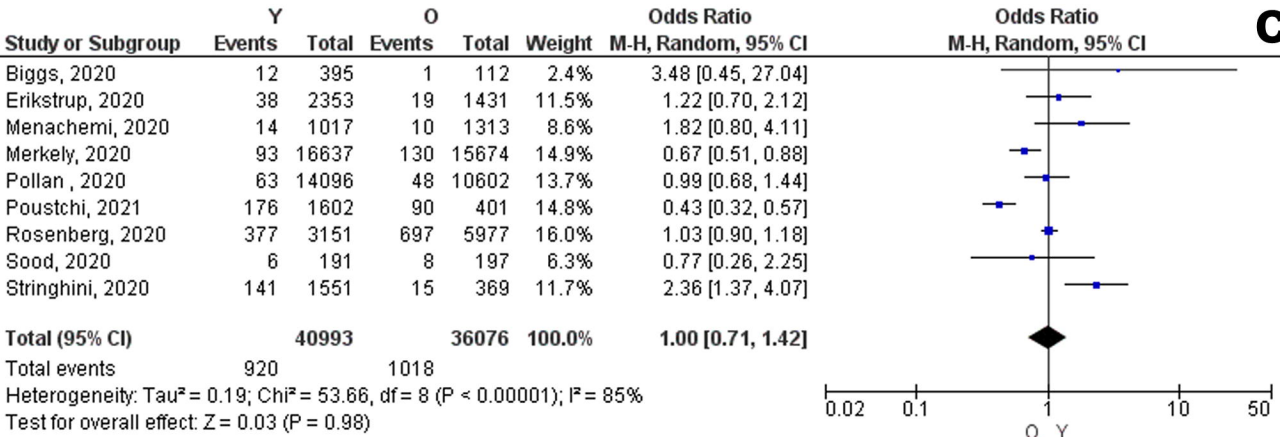 Y O Odds Ratio Odds Ratio C
Study or Subgroup Events Total Events Total Weight M-H, Random, 95% CI M-H, Random, 95% CI
Biggs, 2020 12 395 1 112 2.4% 3.48 [0.45, 27.04]
Erikstrup, 2020 38 2353 19 1431 11.5% 1.22 [0.70, 2.12]
Menachemi, 2020 14 1017 10 1313 8.6% 1.82 [0.80, 4.11]
Merkely, 2020 93 16637 130 15674 14.9% 0.67 [0.51, 0.88]
Pollan , 2020 63 14096 48 10602 13.7% 0.99 [0.68, 1.44]
Poustchi, 2021 176 1602 90 401 14.8% 0.43 [0.32, 0.57]
Rosenberg, 2020 377 3151 697 5977 16.0% 1.03 [0.90, 1.18]
Sood, 2020 6 191 8 197 6.3% 0.77 [0.26, 2.25]
Stringhini, 2020 141 1551 15 369 11.7% 2.36 [1.37, 4.07]
Total (95% CI) 40993 36076 100.0% 1.00 [0.71, 1.42]
Total events 920 1018
Heterogeneity: Tau² = 0.19; Chi² = 53.66, df = 8 (P < 0.00001); I² = 85%
Test for overall effect: Z = 0.03 (P = 0.98)
0.02 0.1 1 10 50
O Y